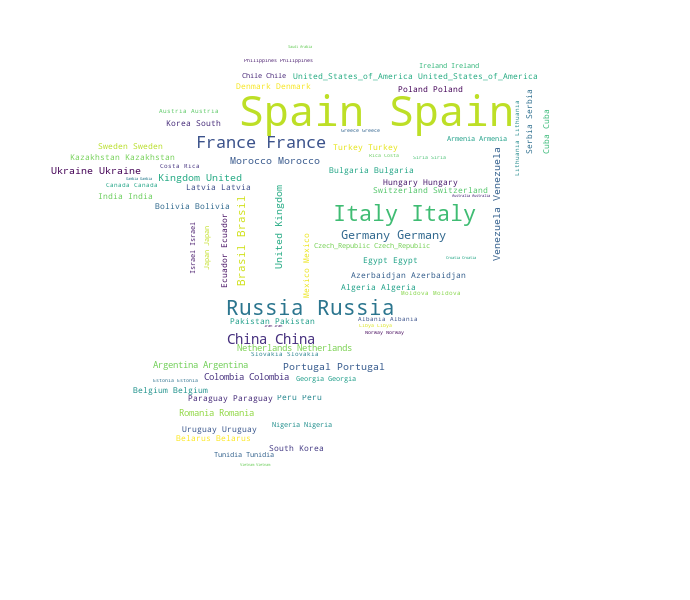 Saudi Arabia
Philippines Philippines
Ireland Ireland
Chile Chile
United_States_of_America United_States_of_America
Denmark Denmark
Poland Poland
Spain Spain
Austria Austria
Korea South
Greece Greece
Lithuania Lithuania
Serbia Serbia
Cuba Cuba
France France
Armenia Armenia
Sweden Sweden
Turkey Turkey
Kazakhstan Kazakhstan
Morocco Morocco
Costa Rica
Rica Costa
Siria Siria
Ukraine Ukraine
Bulgaria Bulgaria
Kingdom United
Hungary Hungary
Venezuela Venezuela
Canada Canada
Latvia Latvia
Switzerland Switzerland
Australia Australia
India India
Bolivia Bolivia
Italy Italy
United Kingdom
Brasil Brasil
Ecuador Ecuador
Japan Japan
Israel Israel
Mexico Mexico
Germany Germany
Czech_Republic Czech_Republic
Croatia Croatia
Egypt Egypt
Azerbaidjan Azerbaidjan
Algeria Algeria
Moldova Moldova
Russia Russia
Pakistan Pakistan
Albania Albania
Libya Libya
Norway Norway
China China
Netherlands Netherlands
Slovakia Slovakia
Argentina Argentina
Portugal Portugal
Colombia Colombia
Georgia Georgia
Estonia Estonia
Belgium Belgium
Paraguay Paraguay
Peru Peru
Romania Romania
Nigeria Nigeria
Uruguay Uruguay
Belarus Belarus
South Korea
Tunidia Tunidia
Vietnam Vietnam